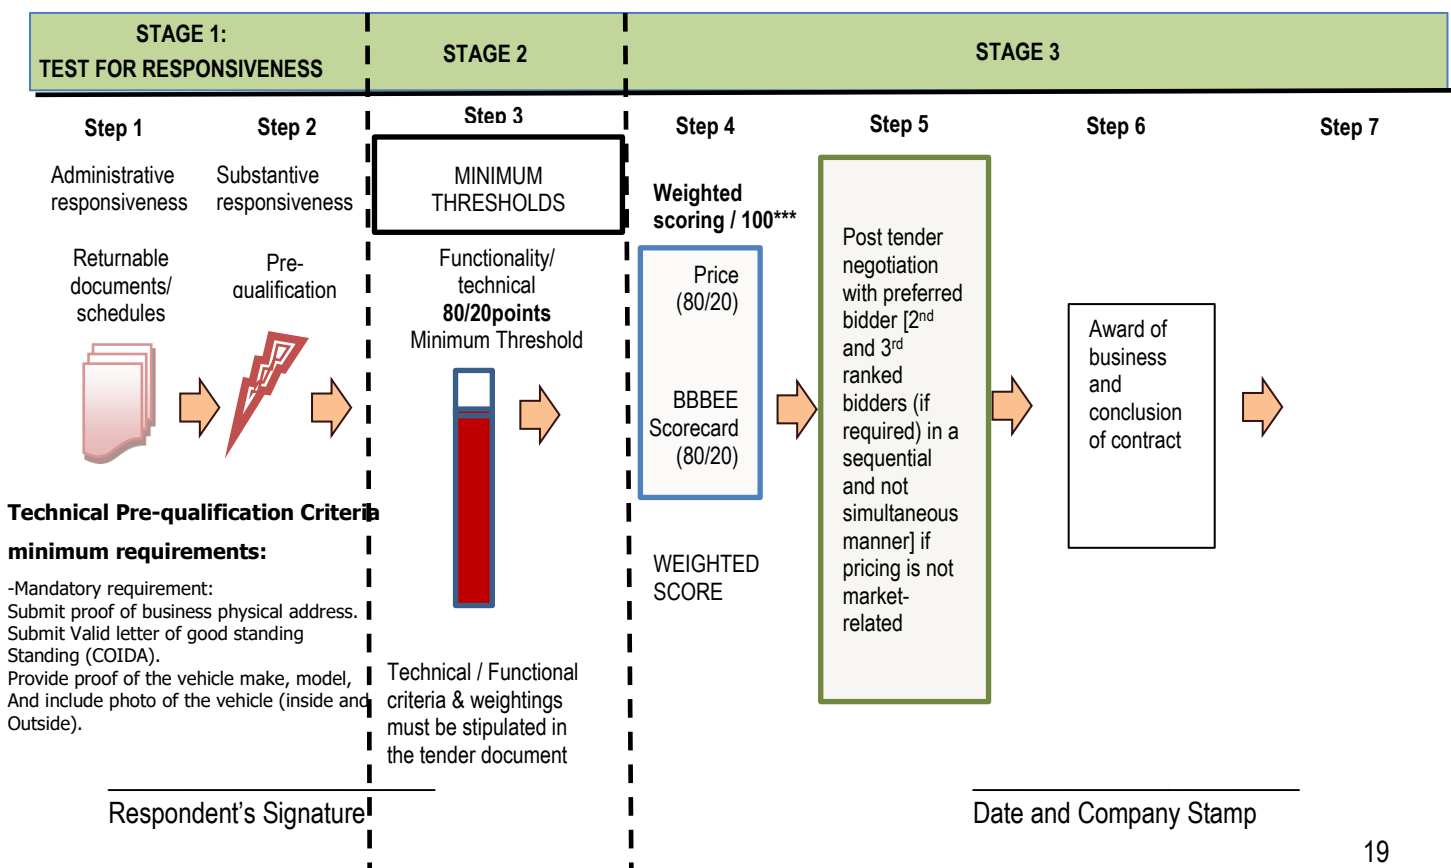 STAGE 1:
TEST FOR RESPONSIVENESS
STAGE 2
STAGE 3
Step 1
Step 2
Step 3
Step 4
Step 5
Step 6
Step 7
Administrative
responsiveness
Returnable
documents/
schedules
Substantive
responsiveness
Pre-
qualification
MINIMUM
THRESHOLDS
Functionality/
technical
80/20points
Minimum Threshold
Weighted
scoring / 100***
Price
(80/20)
BBBEE
Scorecard
(80/20)
WEIGHTED
SCORE
Post tender
negotiation
with preferred
bidder [2nd
and 3rd
ranked
bidders (if
required) in a
sequential
and not
simultaneous
manner] if
pricing is not
market-
related
Award of
business
and
conclusion
of contract
Technical Pre-qualification Criteria
minimum requirements:
-Mandatory requirement:
Submit proof of business physical address.
Submit Valid letter of good standing
Standing (COIDA).
Provide proof of the vehicle make, model,
And include photo of the vehicle (inside and
Outside).
Technical / Functional
criteria & weightings
must be stipulated in
the tender document
Respondent's Signature
Date and Company Stamp
19